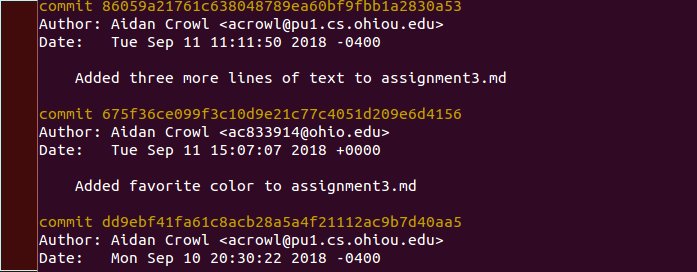 commit 86059a21761c638048789ea60bf9fbb1a2830a53
Author: Aidan Crowl <acrowl@pu1.cs.ohiou.edu>
Date:   Tue Sep 11 11:11:50 2018 -0400
Added three more lines of text to assignment3.md
commit 675f36ce099f3c10d9e21c77c4051d209e6d4156
Author: Aidan Crowl <ac833914@ohio.edu>
Date:   Tue Sep 11 15:07:07 2018 +0000
Added favorite color to assignment3.md
commit dd9ebf41fa61c8acb28a5a4f21112ac9b7d40aa5
Author: Aidan Crowl <acrowl@pu1.cs.ohiou.edu>
Date:   Mon Sep 10 20:30:22 2018 -0400